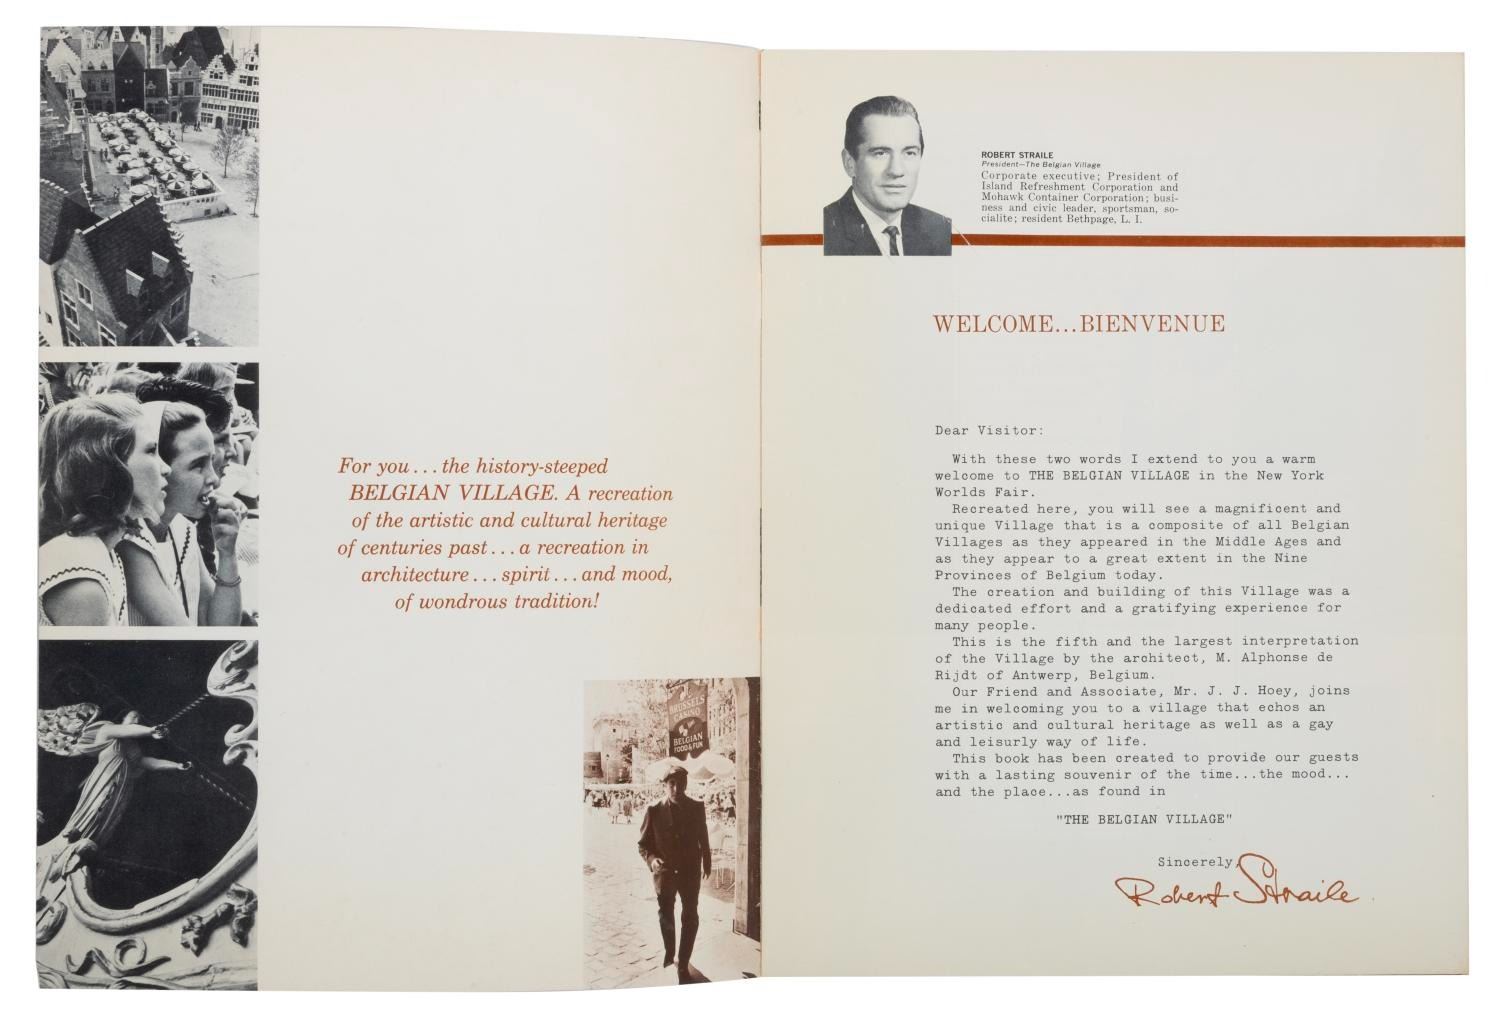 For you...the history-steeped
BELGIAN VILLAGE. A recreation
of the artistic and cultural heritage
of centuries past...a recreation in
architecture...spirit...and mood,
of wondrous tradition!
BRUSSELS
CASINO
BELGIAN
FOOD & FUN
ROBERT STRAILE
President—The Belgian Village
Corporate executive; President of
Island Refreshment Corporation and
Mohawk Container Corporation; busi-
ness and civic leader, sportsman, so-
cialite; resident Bethpage, L. I.
WELCOME...BIENVENUE
Dear Visitor:
With these two words I extend to you a warm
welcome to THE BELGIAN VILLAGE in the New York
Worlds Fair.
Recreated here, you will see a magnificent and
unique Village that is a composite of all Belgian
Villages as they appeared in the Middle Ages and
as they appear to a great extent in the Nine
Provinces of Belgium today.
The creation and building of this Village was a
dedicated effort and a gratifying experience for
many people.
This is the fifth and the largest interpretation
of the Village by the architect, M. Alphonse de
Rijdt of Antwerp, Belgium.
Our Friend and Associate, Mr. J. J. Hoey, joins
me in welcoming you to a village that echos an
artistic and cultural heritage as well as a gay
and leisurly way of life.
This book has been created to provide our guests
with a lasting souvenir of the time...the mood...
and the place...as found in
"THE BELGIAN VILLAGE"
Sincerely,
Robert Straile